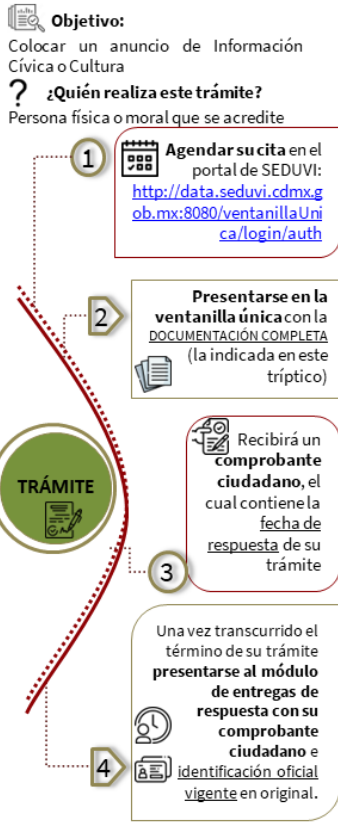 Objetivo:
Colocar un anuncio de Información
Cívica o Cultura
? ¿Quién realiza este trámite?
Persona física o moral que se acredite
1
Agendar su cita en el
portal de SEDUVI:
http://data.seduvi.cdmx.g
ob.mx:8080/ventanillaUni
ca/login/auth
2
Presentarse en la
ventanilla única con la
DOCUMENTACIÓN COMPLETA
(la indicada en este
tríptico)
TRÁMITE
3
Recibirá un
comprobante
ciudadano, el
cual contiene la
fecha de
respuesta de su
trámite
4
Una vez transcurrido el
término de su trámite
presentarse al módulo
de entregas de
respuesta con su
comprobante
ciudadano e
identificación oficial
vigente en original.